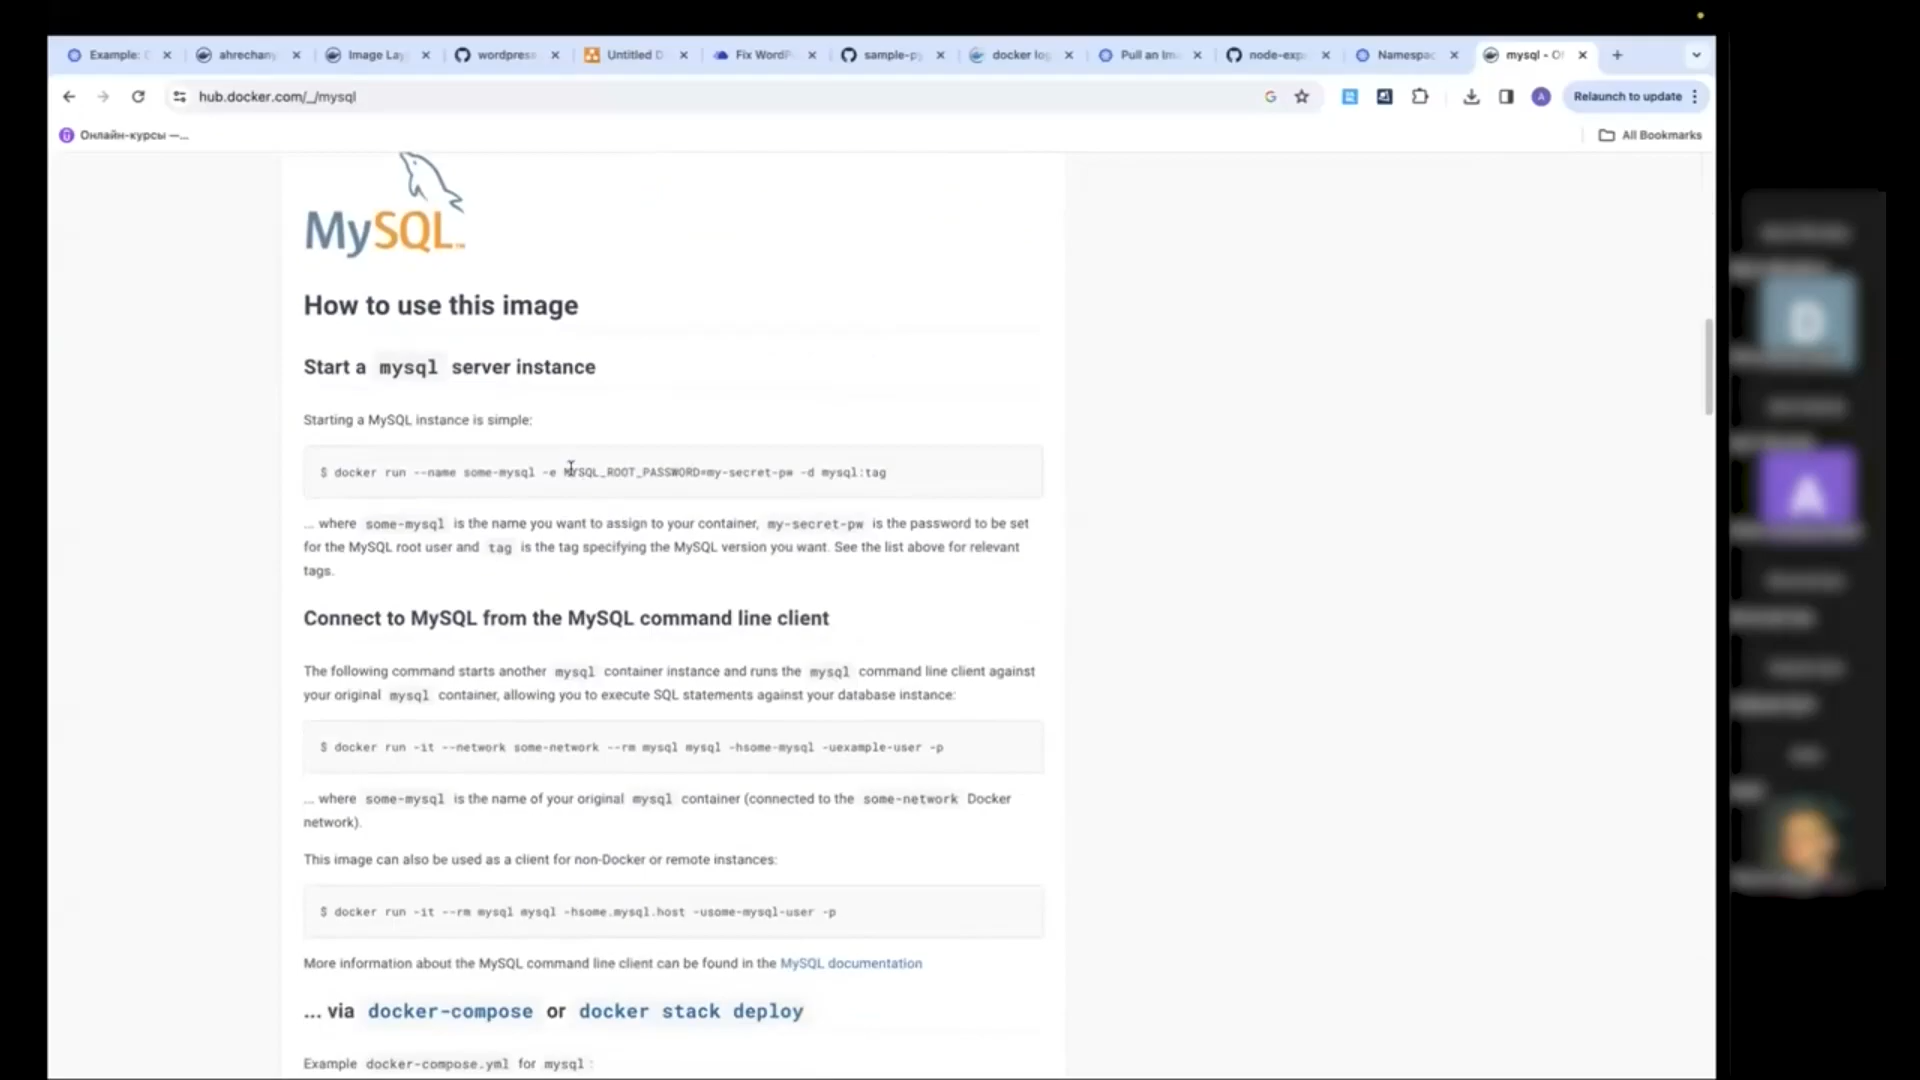 Example: E
ahrechany
Image Lay
wordpress
Untitled D
Fix WordP
sample-py
docker log
Pull an Im
node-exp
Namespac
mysql - Of
hub.docker.com/_/mysql
Relaunch to update
Онлайн-курсы —...
All Bookmarks
MySQL™
How to use this image
Start a mysql server instance
Starting a MySQL instance is simple:
$ docker run --name some-mysql -e MYSQL_ROOT_PASSWORD=my-secret-pw -d mysql:tag
... where some-mysql is the name you want to assign to your container, my-secret-pw is the password to be set
for the MySQL root user and tag is the tag specifying the MySQL version you want. See the list above for relevant
tags.
Connect to MySQL from the MySQL command line client
The following command starts another mysql container instance and runs the mysql command line client against
your original mysql container, allowing you to execute SQL statements against your database instance:
$ docker run -it --network some-network --rm mysql mysql -hsome-mysql -uexample-user -p
... where some-mysql is the name of your original mysql container (connected to the some-network Docker
network).
This image can also be used as a client for non-Docker or remote instances:
$ docker run -it --rm mysql mysql -hsome.mysql.host -usome-mysql-user -p
More information about the MySQL command line client can be found in the MySQL documentation
... via docker-compose or docker stack deploy
Example docker-compose.yml for mysql :
D
A